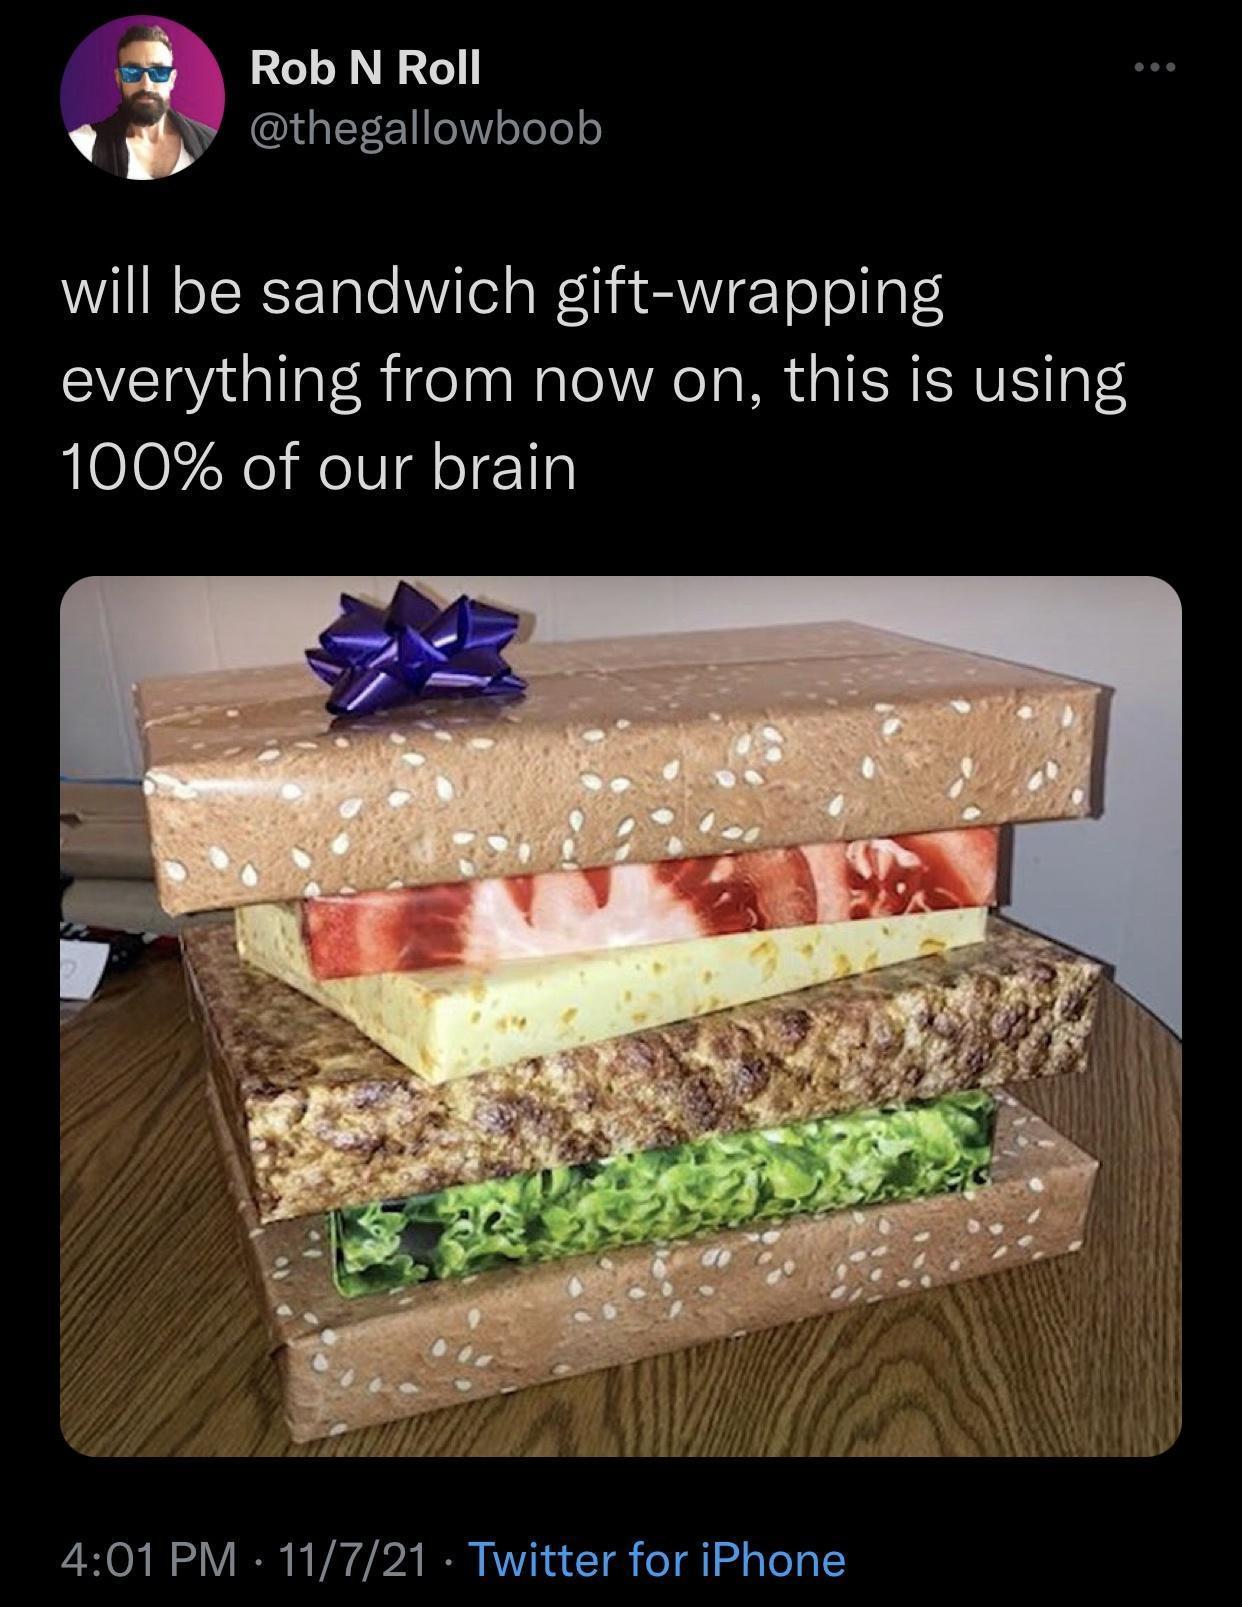 Rob N Roll
@thegallowboob
will be sandwich gift-wrapping
everything from now on, this is using
100% of our brain
4:01 PM · 11/7/21 · Twitter for iPhone